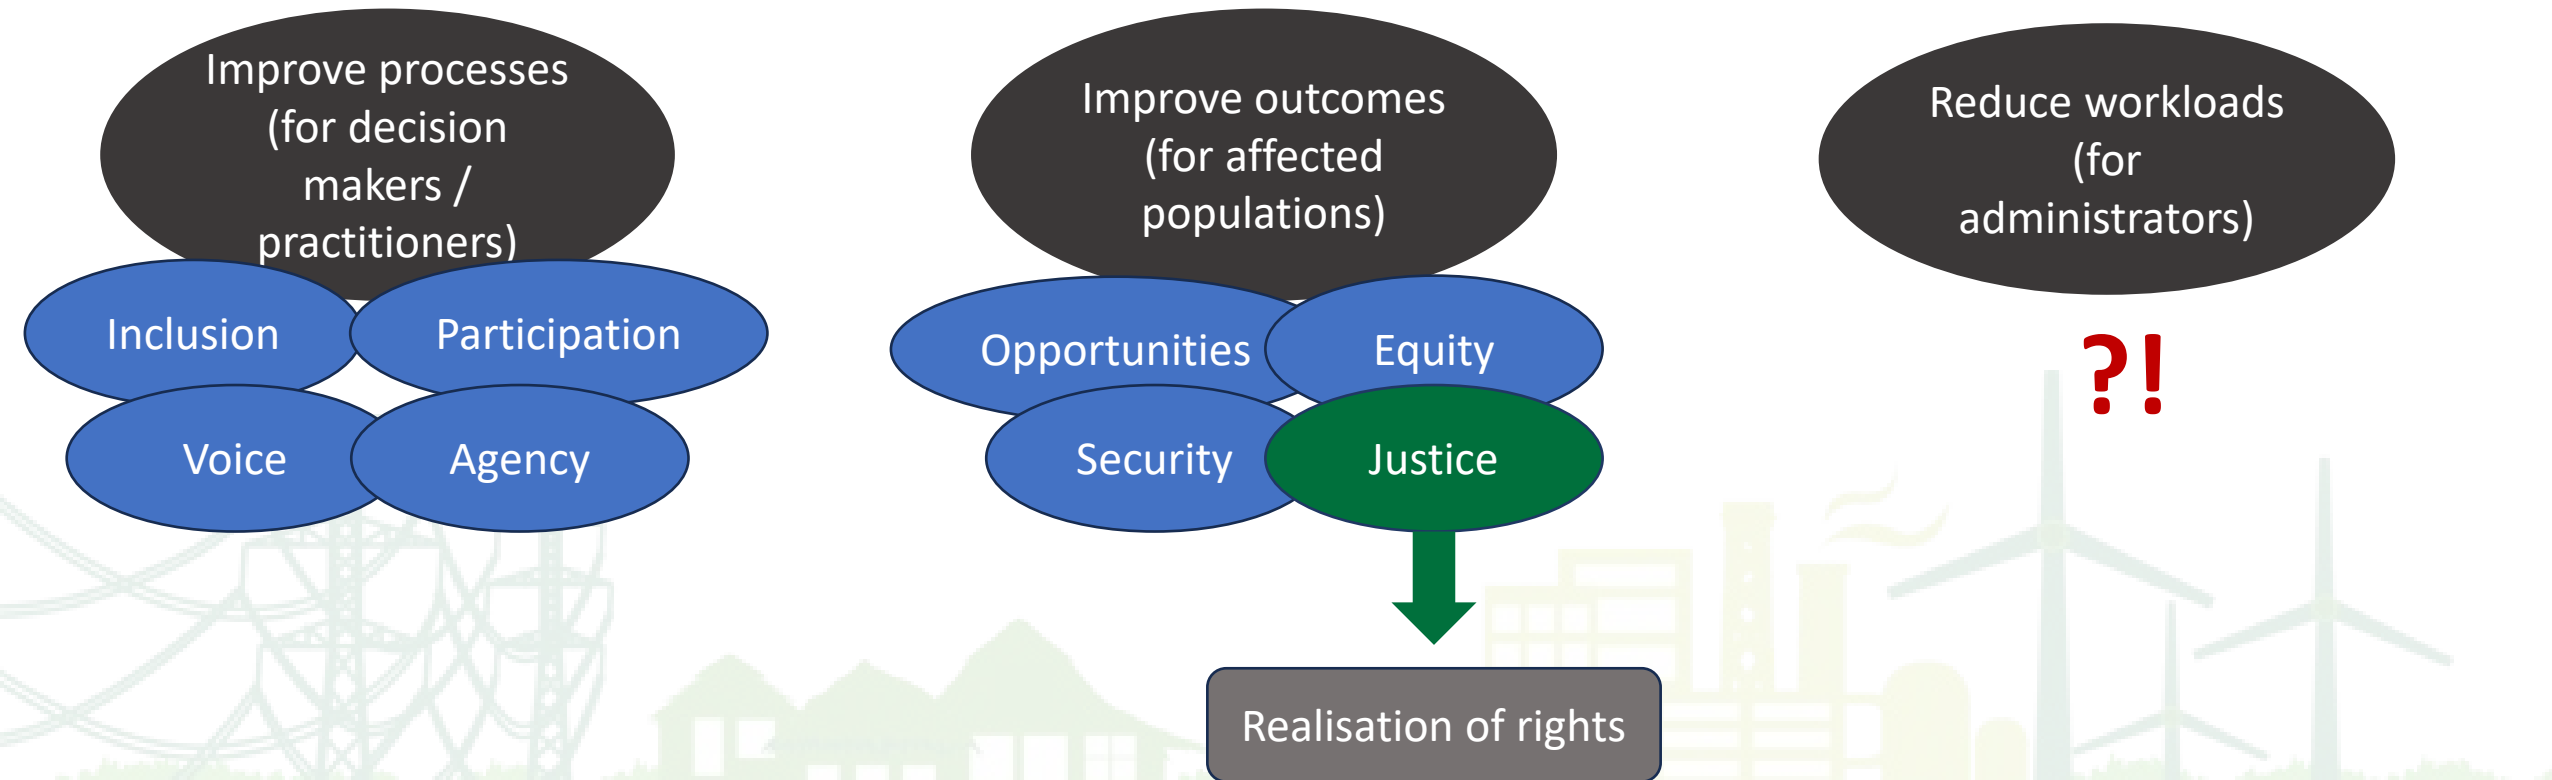 Improve processes
(for decision
makers /
practitioners)
Inclusion
Participation
Voice
Agency
Improve outcomes
(for affected
populations)
Opportunities
Equity
Security
Justice
Realisation of rights
Reduce workloads
(for
administrators)
?!